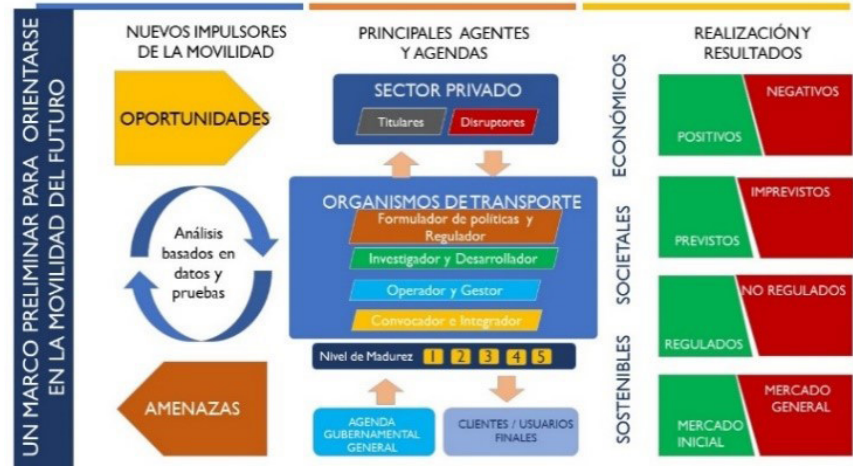 UN MARCO PRELIMINAR PARA ORIENTARSE
EN LA MOVILIDAD DEL FUTURO
NUEVOS IMPULSORES
DE LA MOVILIDAD
OPORTUNIDADES
Análisis
basados en
datos y
pruebas
AMENAZAS
PRINCIPALES AGENTES
Y AGENDAS
SECTOR PRIVADO
Titulares
Disruptores
ORGANISMOS DE TRANSPORTE
Formulador de políticas y
Regulador
Investigador y Desarrollador
Operador y Gestor
Convocador e Integrador
Nivel de Madurez 1 2 3 4 5
AGENDA
GUBERNAMENTAL
GENERAL
CLIENTES / USUARIOS
FINALES
REALIZACIÓN Y
RESULTADOS
ECONÓMICOS
SOCIETALES
SOSTENIBLES
NEGATIVOS
POSITIVOS
IMPREVISTOS
PREVISTOS
NO REGULADOS
REGULADOS
MERCADO
GENERAL
MERCADO
INICIAL